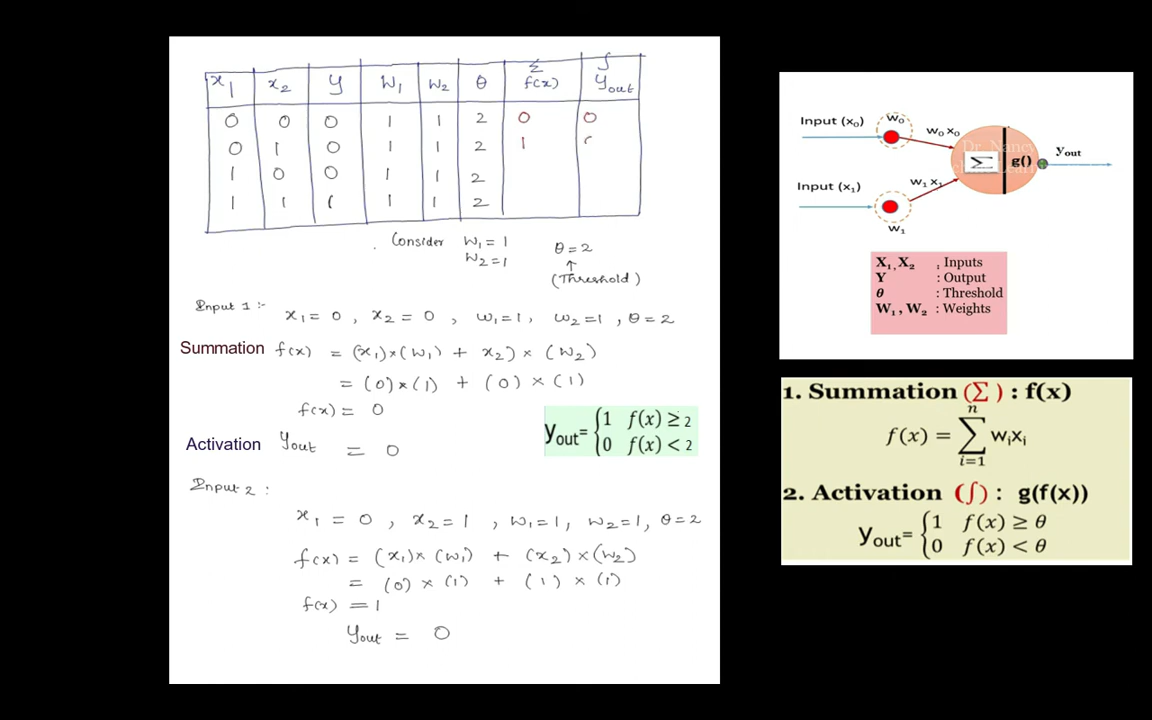 x1 x2 y W1 W2 θ Σ f(x) ∫ yout
0 0 0 1 1 2 0 0
0 1 0 1 1 2 1
1 0 0 1 1 2
1 1 1 1 1 2
Consider W1 = 1 θ = 2
W2 = 1 ↑
(Threshold)
Input 1 :-
x1 = 0 , x2 = 0 , w1 = 1 , w2 = 1 , θ = 2
Summation f(x) = (x1) × (w1) + x2) × (w2)
= (0) × (1) + (0) × (1)
f(x) = 0
Activation yout = 0
yout= {1 f(x) ≥ 2
{0 f(x) < 2
Input 2 :
x1 = 0 , x2 = 1 , w1 = 1, w2 = 1, θ = 2
f(x) = (x1) × (w1) + (x2) × (w2)
= (0) × (1) + (1) × (1)
f(x) = 1
yout = 0
Input (x0) w0
w0 x0
Dr. Nancy
Σ g() yout
Learn
Input (x1) w1 x1
w1
X1, X2 , Inputs
Y : Output
θ : Threshold
W1 , W2 : Weights
1. Summation (Σ ) : f(x)
f(x) = n Σ i=1 wixi
2. Activation (∫) : g(f(x))
yout= {1 f(x) ≥ θ
{0 f(x) < θ